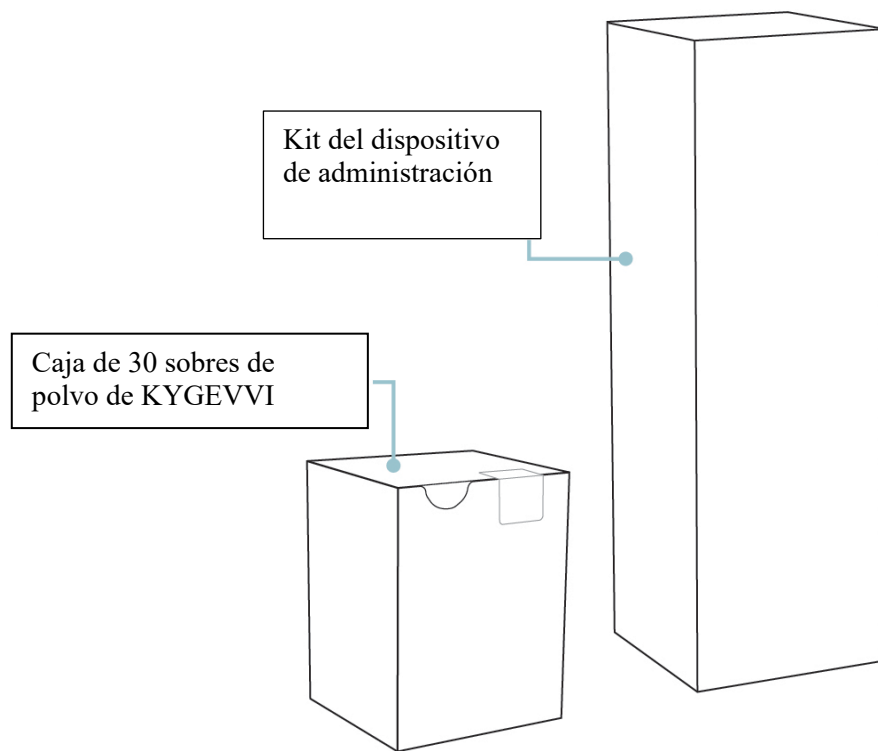 Kit del dispositivo
de administración
Caja de 30 sobres de
polvo de KYGEVVI